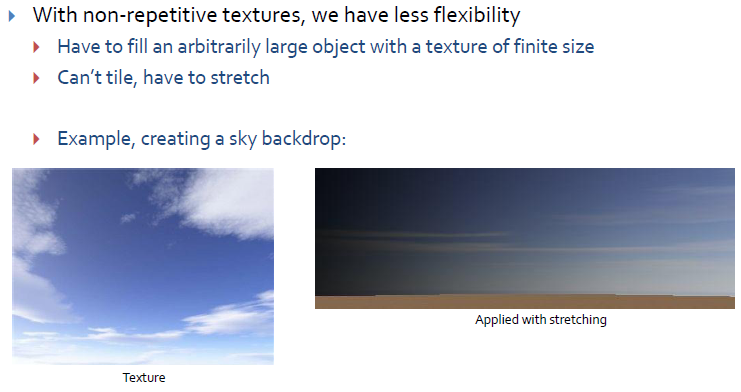 With non-repetitive textures, we have less flexibility
Have to fill an arbitrarily large object with a texture of finite size
Can't tile, have to stretch
Example, creating a sky backdrop:
Applied with stretching
Texture